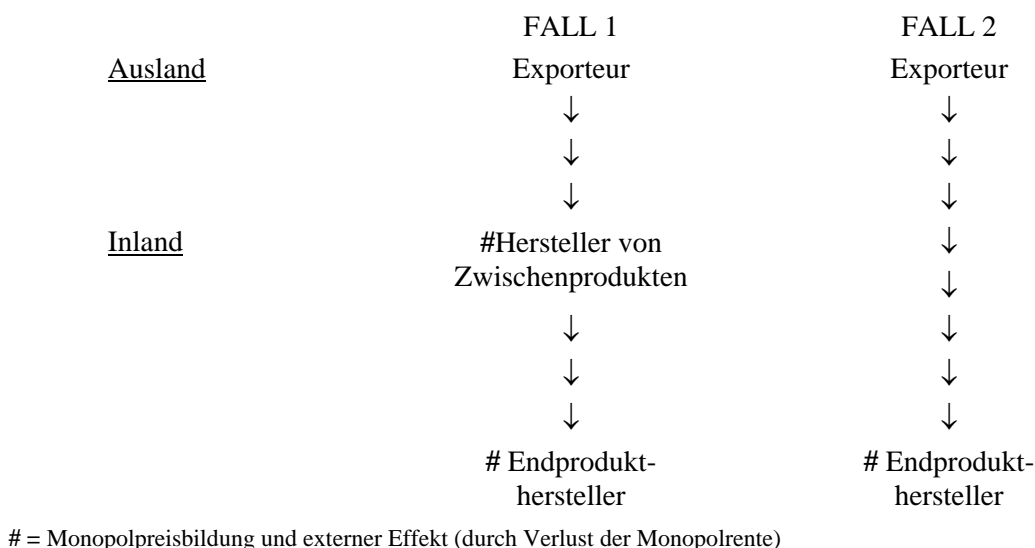 FALL 1 FALL 2
Ausland Exporteur Exporteur
↓ ↓
↓ ↓
↓ ↓
Inland #Hersteller von ↓
Zwischenprodukten ↓
↓ ↓
↓ ↓
↓ ↓
# Endprodukt- # Endprodukt-
hersteller hersteller
# = Monopolpreisbildung und externer Effekt (durch Verlust der Monopolrente)